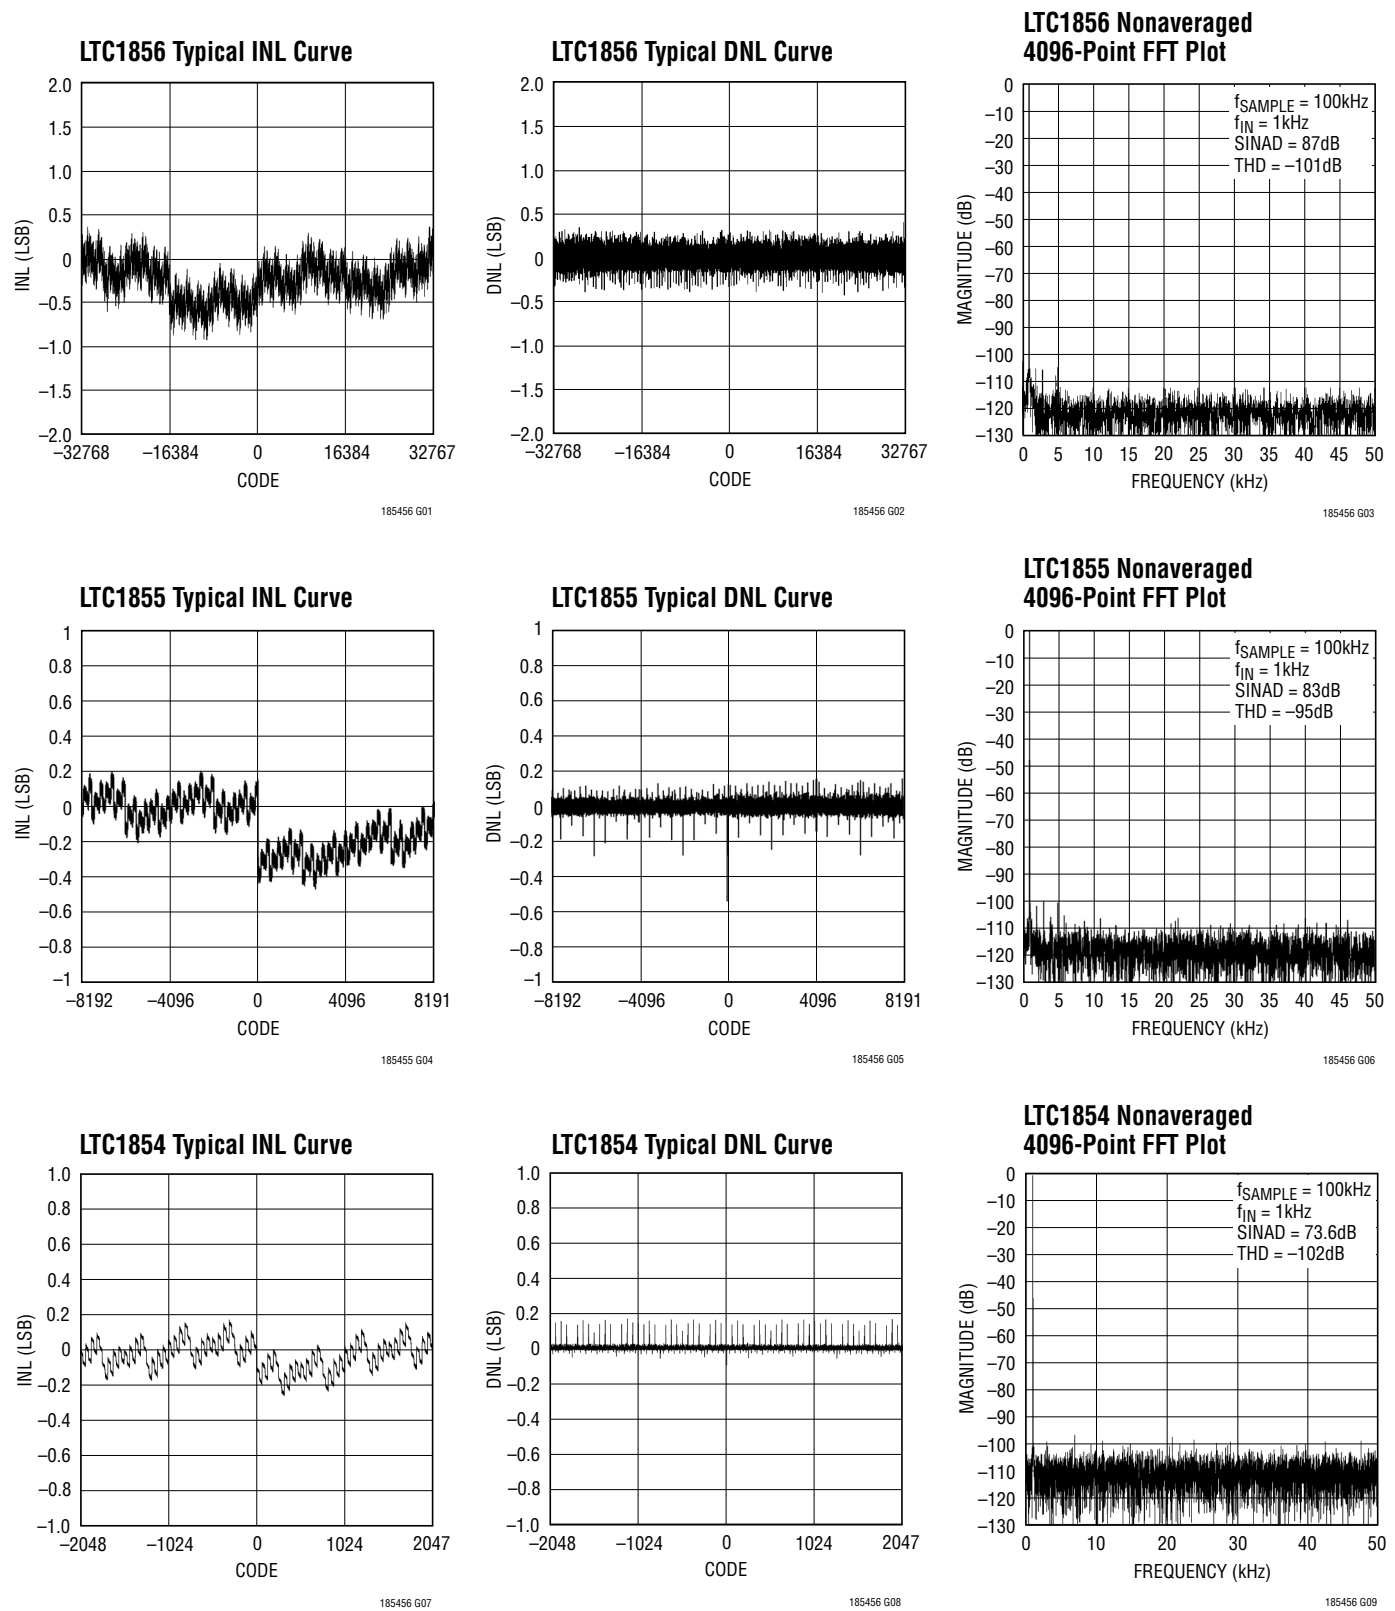 LTC1856 Typical INL Curve
2.0
1.5
1.0
0.5
0
–0.5
–1.0
–1.5
–2.0
INL (LSB)
–32768 –16384 0 16384 32767
CODE
185456 G01
LTC1856 Typical DNL Curve
2.0
1.5
1.0
0.5
0
–0.5
–1.0
–1.5
–2.0
DNL (LSB)
–32768 –16384 0 16384 32767
CODE
185456 G02
LTC1856 Nonaveraged
4096-Point FFT Plot
0
–10
–20
–30
–40
–50
–60
–70
–80
–90
–100
–110
–120
–130
MAGNITUDE (dB)
fSAMPLE = 100kHz
fIN = 1kHz
SINAD = 87dB
THD = –101dB
0 5 10 15 20 25 30 35 40 45 50
FREQUENCY (kHz)
185456 G03
LTC1855 Typical INL Curve
1
0.8
0.6
0.4
0.2
0
–0.2
–0.4
–0.6
–0.8
–1
INL (LSB)
–8192 –4096 0 4096 8191
CODE
185455 G04
LTC1855 Typical DNL Curve
1
0.8
0.6
0.4
0.2
0
–0.2
–0.4
–0.6
–0.8
–1
DNL (LSB)
–8192 –4096 0 4096 8191
CODE
185456 G05
LTC1855 Nonaveraged
4096-Point FFT Plot
0
–10
–20
–30
–40
–50
–60
–70
–80
–90
–100
–110
–120
–130
MAGNITUDE (dB)
fSAMPLE = 100kHz
fIN = 1kHz
SINAD = 83dB
THD = –95dB
0 5 10 15 20 25 30 35 40 45 50
FREQUENCY (kHz)
185456 G06
LTC1854 Typical INL Curve
1.0
0.8
0.6
0.4
0.2
0
–0.2
–0.4
–0.6
–0.8
–1.0
INL (LSB)
–2048 –1024 0 1024 2047
CODE
185456 G07
LTC1854 Typical DNL Curve
1.0
0.8
0.6
0.4
0.2
0
–0.2
–0.4
–0.6
–0.8
–1.0
DNL (LSB)
–2048 –1024 0 1024 2047
CODE
185456 G08
LTC1854 Nonaveraged
4096-Point FFT Plot
0
–10
–20
–30
–40
–50
–60
–70
–80
–90
–100
–110
–120
–130
MAGNITUDE (dB)
fSAMPLE = 100kHz
fIN = 1kHz
SINAD = 73.6dB
THD = –102dB
0 10 20 30 40 50
FREQUENCY (kHz)
185456 G09